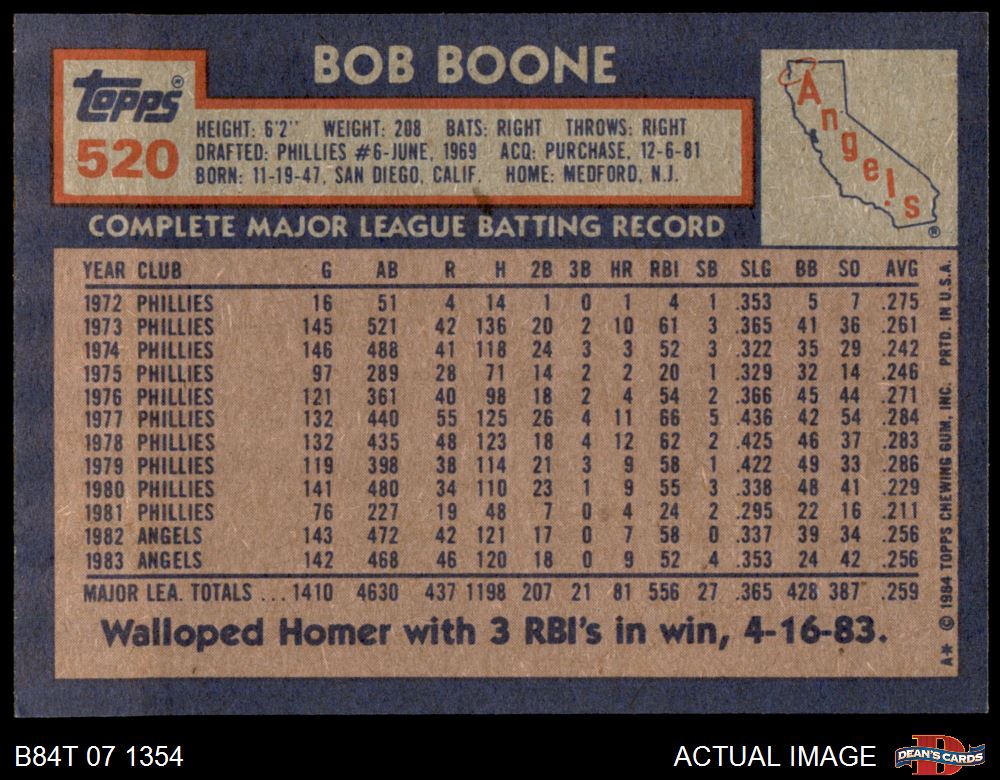 BOB BOONE
Topps®
520
HEIGHT: 6'2" WEIGHT: 208 BATS: RIGHT THROWS: RIGHT
DRAFTED: PHILLIES #6-JUNE, 1969 ACQ: PURCHASE, 12-6-81
BORN: 11-19-47, SAN DIEGO, CALIF. HOME: MEDFORD, N.J.
Angels
®
COMPLETE MAJOR LEAGUE BATTING RECORD
YEAR CLUB G AB R H 2B 3B HR RBI SB SLG BB SO AVG
1972 PHILLIES 16 51 4 14 1 0 1 4 1 .353 5 7 .275
1973 PHILLIES 145 521 42 136 20 2 10 61 3 .365 41 36 .261
1974 PHILLIES 146 488 41 118 24 3 3 52 3 .322 35 29 .242
1975 PHILLIES 97 289 28 71 14 2 2 20 1 .329 32 14 .246
1976 PHILLIES 121 361 40 98 18 2 4 54 2 .366 45 44 .271
1977 PHILLIES 132 440 55 125 26 4 11 66 5 .436 42 54 .284
1978 PHILLIES 132 435 48 123 18 4 12 62 2 .425 46 37 .283
1979 PHILLIES 119 398 38 114 21 3 9 58 1 .422 49 33 .286
1980 PHILLIES 141 480 34 110 23 1 9 55 3 .338 48 41 .229
1981 PHILLIES 76 227 19 48 7 0 4 24 2 .295 22 16 .211
1982 ANGELS 143 472 42 121 17 0 7 58 0 .337 39 34 .256
1983 ANGELS 142 468 46 120 18 0 9 52 4 .353 24 42 .256
MAJOR LEA. TOTALS ...1410 4630 437 1198 207 21 81 556 27 .365 428 387 .259
Walloped Homer with 3 RBI's in win, 4-16-83.
A* © 1984 TOPPS CHEWING GUM, INC. PRTD. IN U.S.A.
B84T 07 1354
ACTUAL IMAGE
DEAN'S CARDS